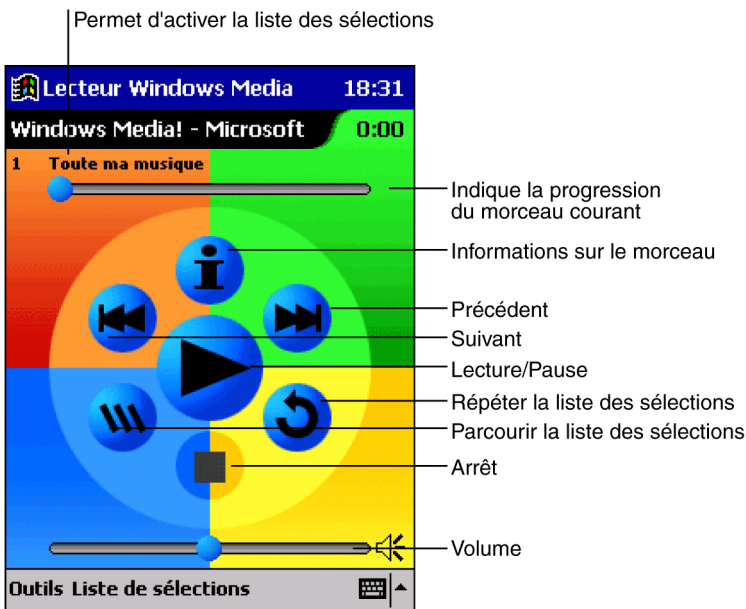 Permet d'activer la liste des sélections
Lecteur Windows Media 18:31
Windows Media! - Microsoft 0:00
1 Toute ma musique
Indique la progression
du morceau courant
Informations sur le morceau
Précédent
Suivant
Lecture/Pause
Répéter la liste des sélections
Parcourir la liste des sélections
Arrêt
Volume
Outils Liste de sélections